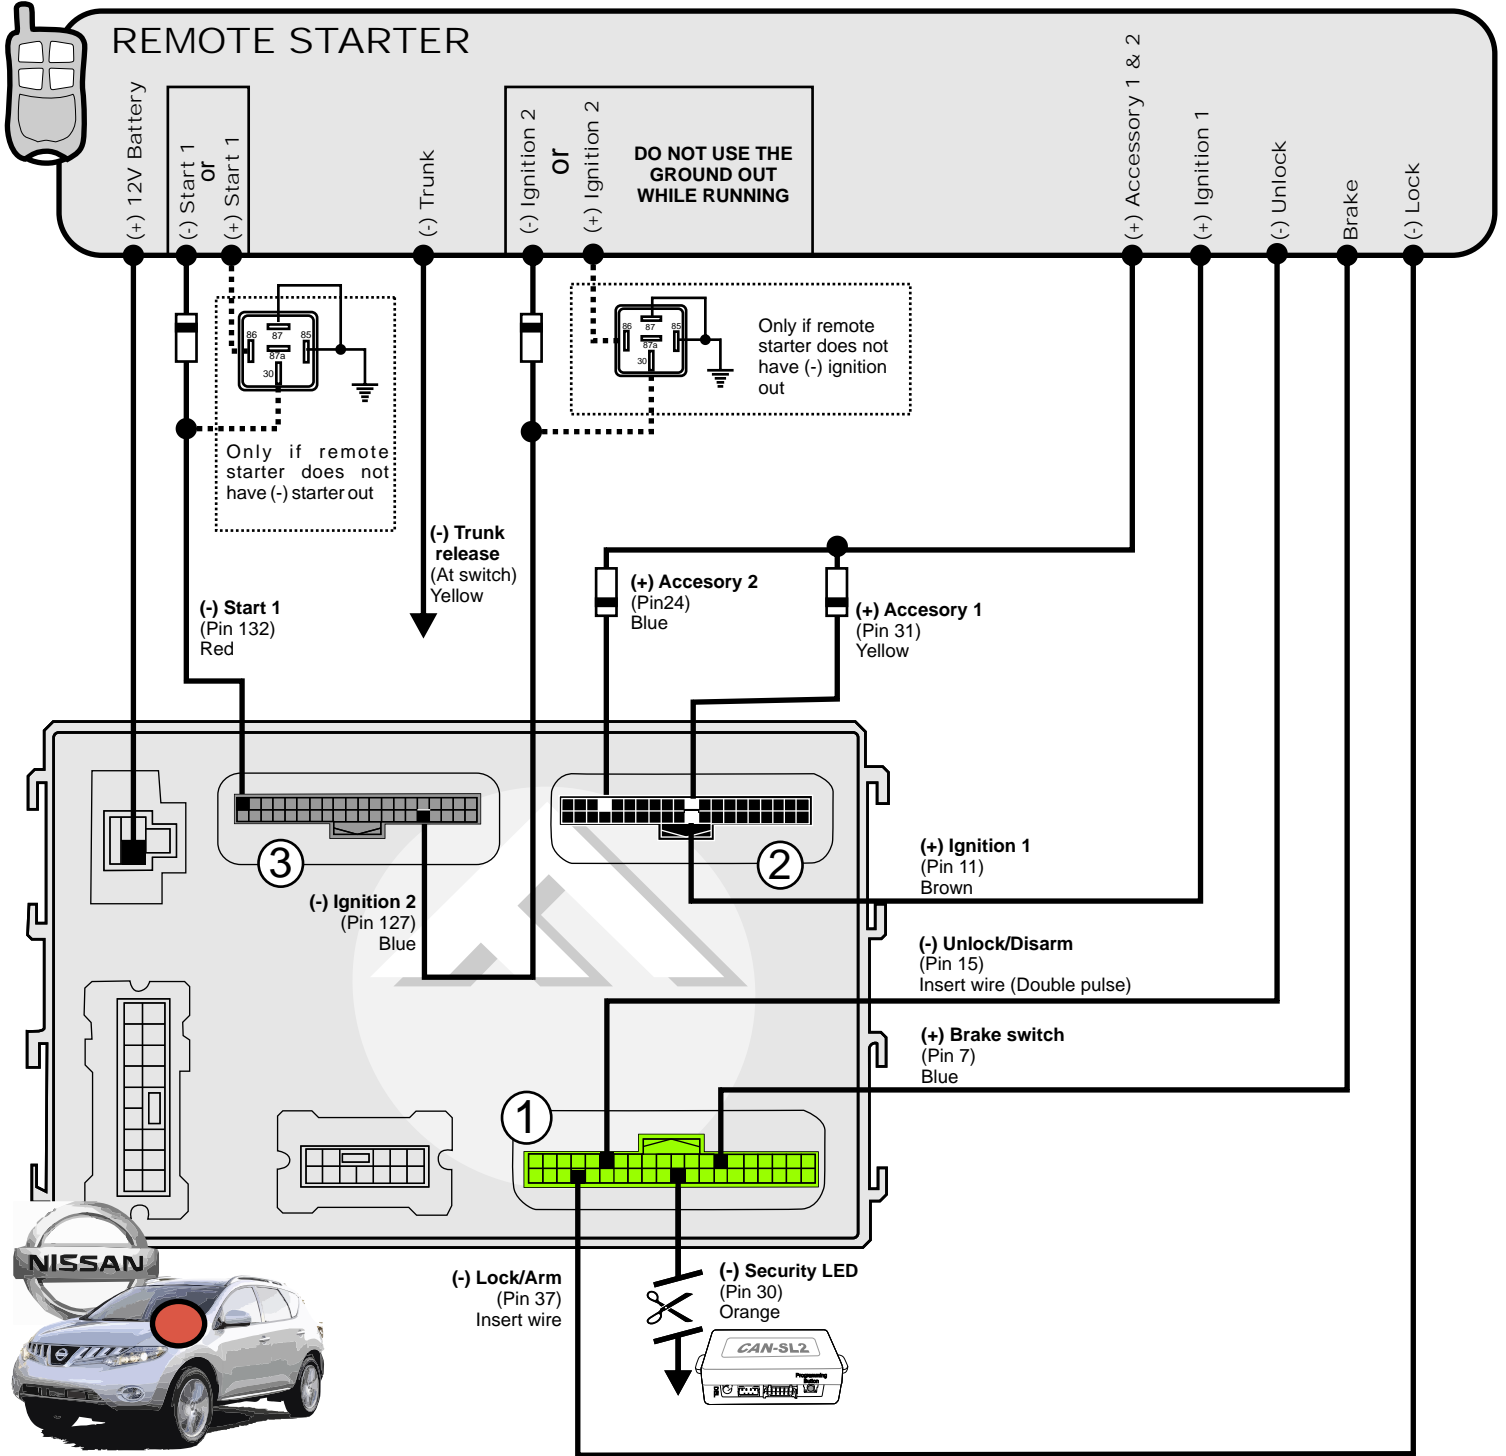 REMOTE STARTER
(+) 12V Battery
(-) Start 1
or
(+) Start 1
(-) Trunk
(-) Ignition 2
or
(+) Ignition 2
DO NOT USE THE
GROUND OUT
WHILE RUNNING
(+) Accessory 1 & 2
(+) Ignition 1
(-) Unlock
Brake
(-) Lock
86
87
85
87a
30
Only if remote
starter does not
have (-) starter out
86
87
85
87a
30
Only if remote
starter does not
have (-) ignition
out
(-) Trunk
release
(At switch)
Yellow
(-) Start 1
(Pin 132)
Red
(+) Accesory 2
(Pin24)
Blue
(+) Accesory 1
(Pin 31)
Yellow
3
2
(-) Ignition 2
(Pin 127)
Blue
(+) Ignition 1
(Pin 11)
Brown
(-) Unlock/Disarm
(Pin 15)
Insert wire (Double pulse)
(+) Brake switch
(Pin 7)
Blue
1
NISSAN
(-) Lock/Arm
(Pin 37)
Insert wire
(-) Security LED
(Pin 30)
Orange
CAN-SL2
Programming
Button